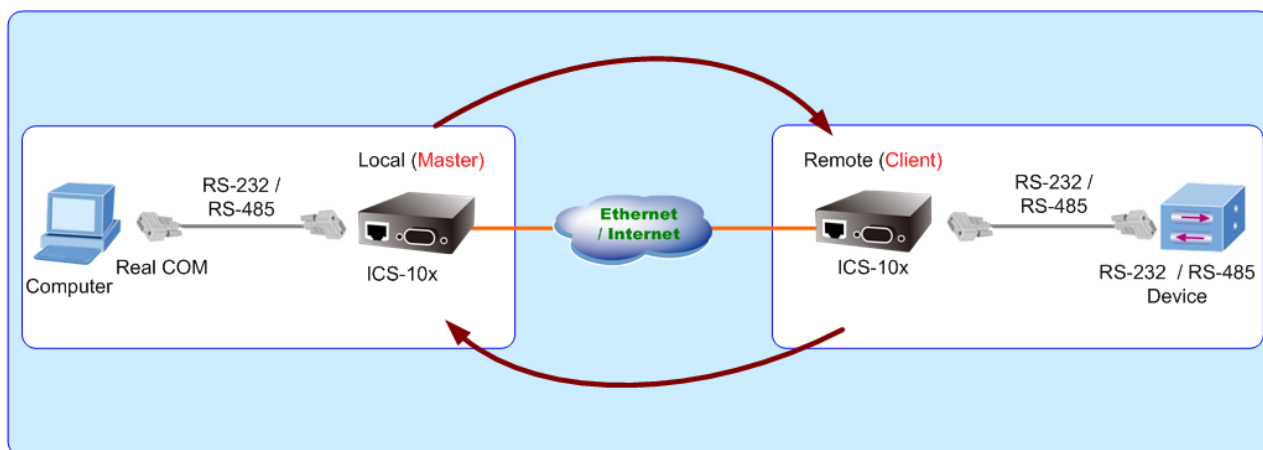 Local (Master)
RS-232 /
RS-485
Real COM
Computer
ICS-10x
Ethernet
/ Internet
Remote (Client)
RS-232 /
RS-485
ICS-10x
RS-232 / RS-485
Device